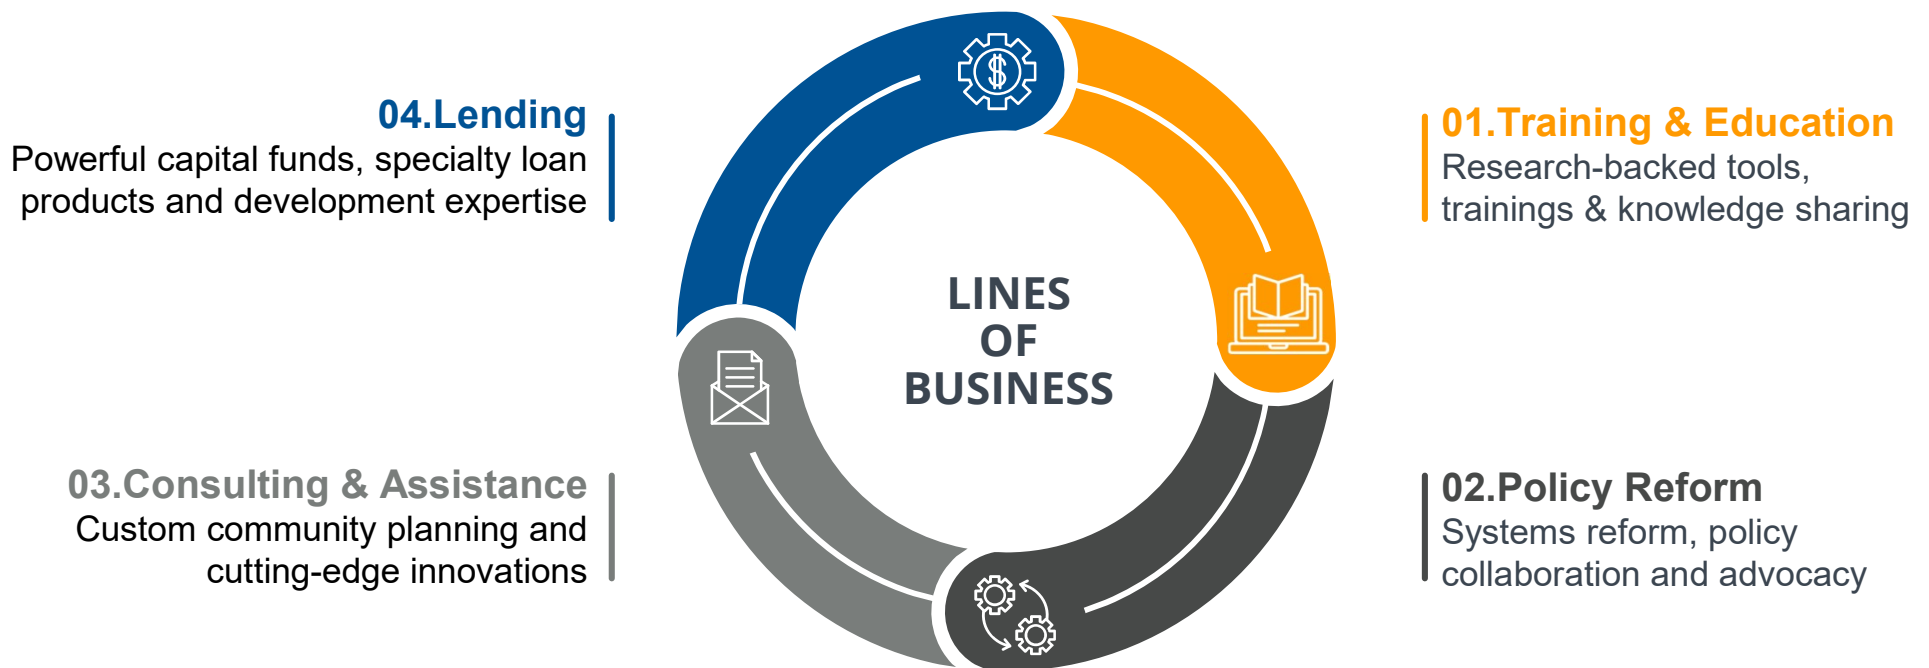 04.Lending
Powerful capital funds, specialty loan
products and development expertise
01.Training & Education
Research-backed tools,
trainings & knowledge sharing
LINES
OF
BUSINESS
03.Consulting & Assistance
Custom community planning and
cutting-edge innovations
02.Policy Reform
Systems reform, policy
collaboration and advocacy
$